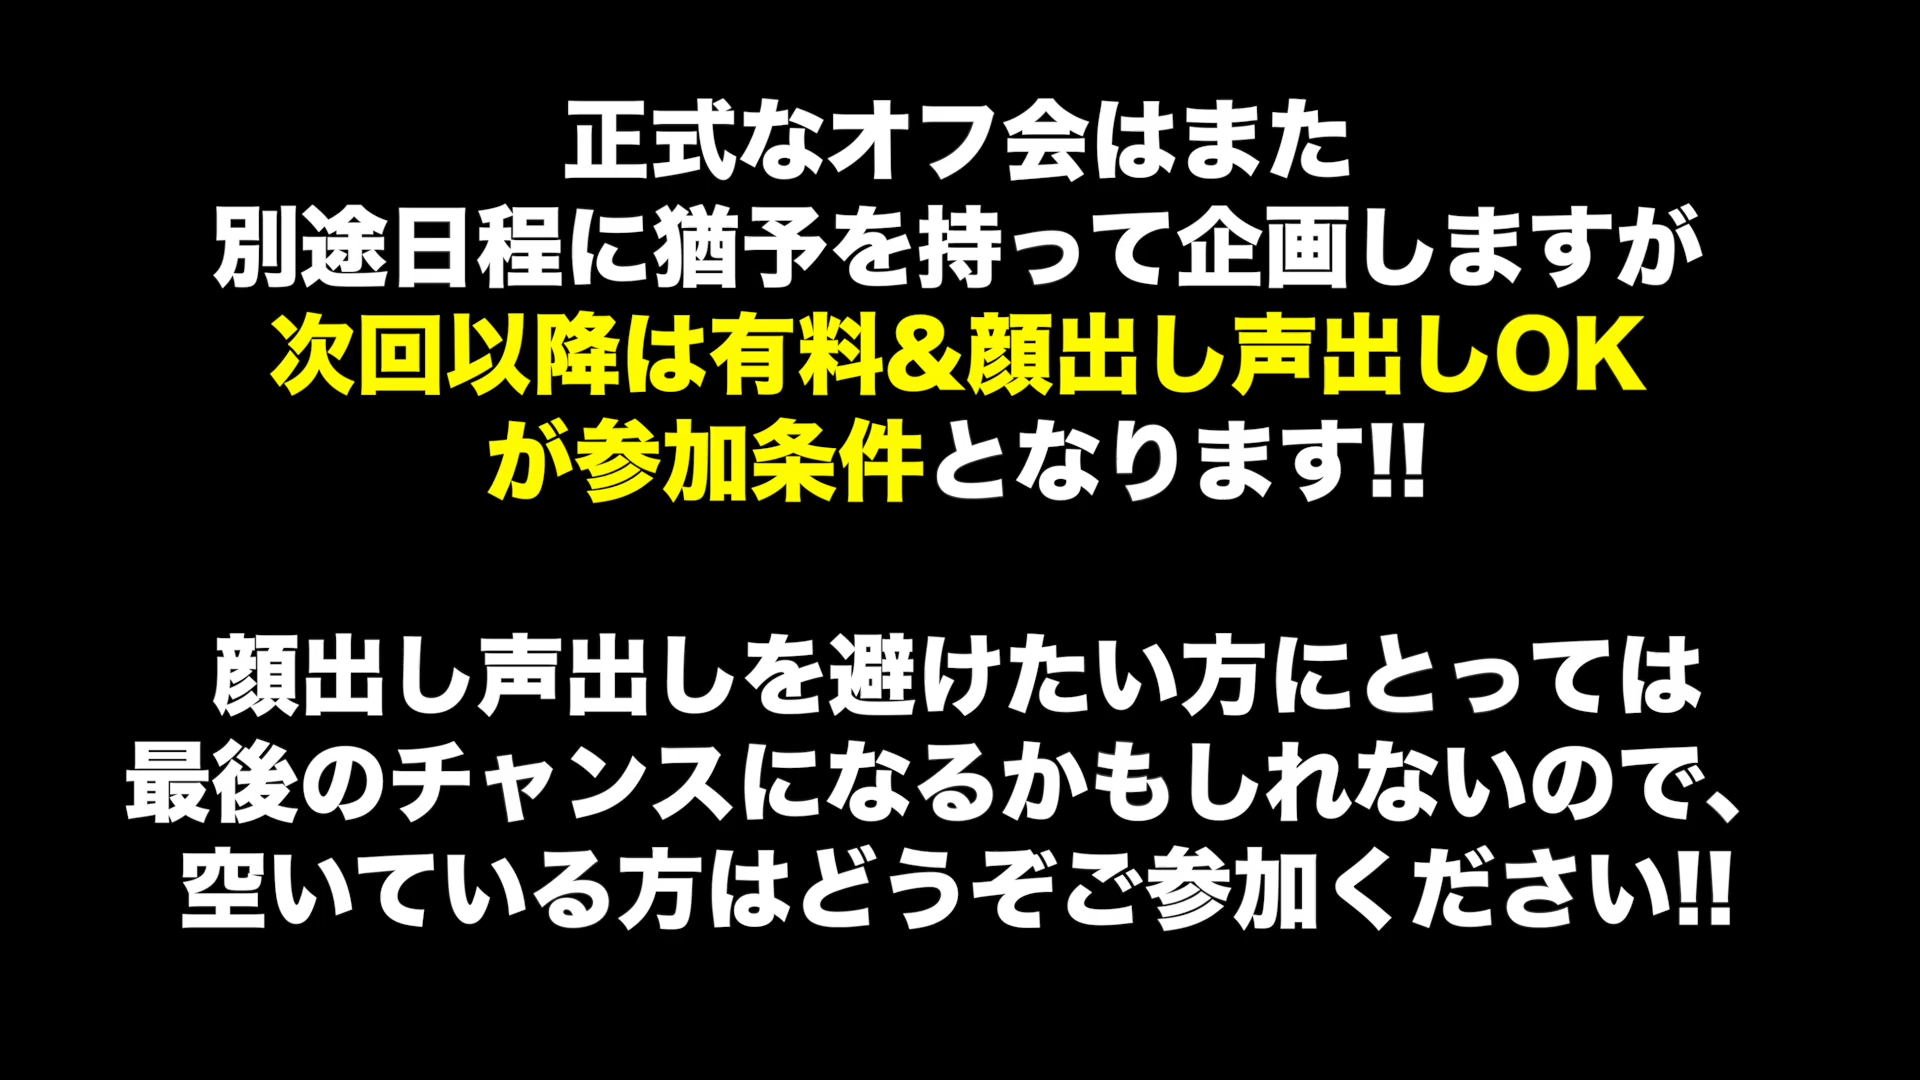 正式なオフ会はまた
別途日程に猶予を持って企画しますが
次回以降は有料&顔出し声出しOK
が参加条件となります!!
顔出し声出しを避けたい方にとっては
最後のチャンスになるかもしれないので、
空いている方はどうぞご参加ください!!